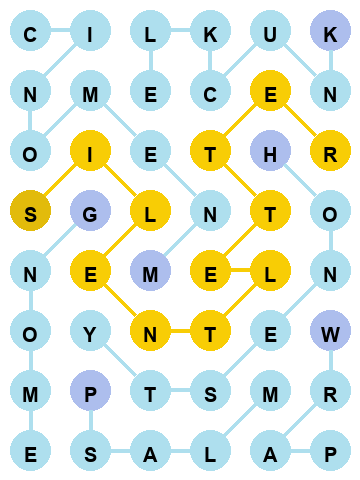 C I L K U K
N M E C E N
O I E T H R
S G L N T O
N E M E L N
O Y N T E W
M P T S M R
E S A L A P